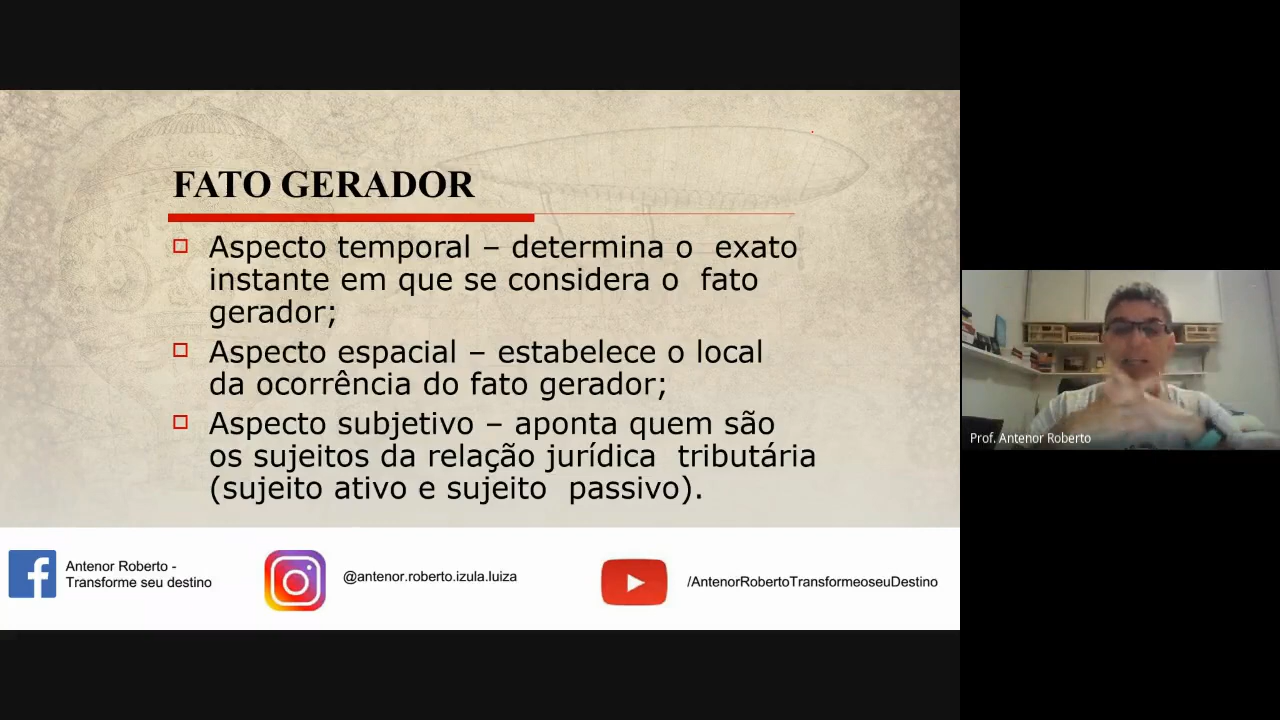 FATO GERADOR
Aspecto temporal – determina o exato
instante em que se considera o fato
gerador;
Aspecto espacial – estabelece o local
da ocorrência do fato gerador;
Aspecto subjetivo – aponta quem são
os sujeitos da relação jurídica tributária
(sujeito ativo e sujeito passivo).
Prof. Antenor Roberto
Antenor Roberto -
Transforme seu destino
@antenor.roberto.izula.luiza
/AntenorRobertoTransformeoseuDestino